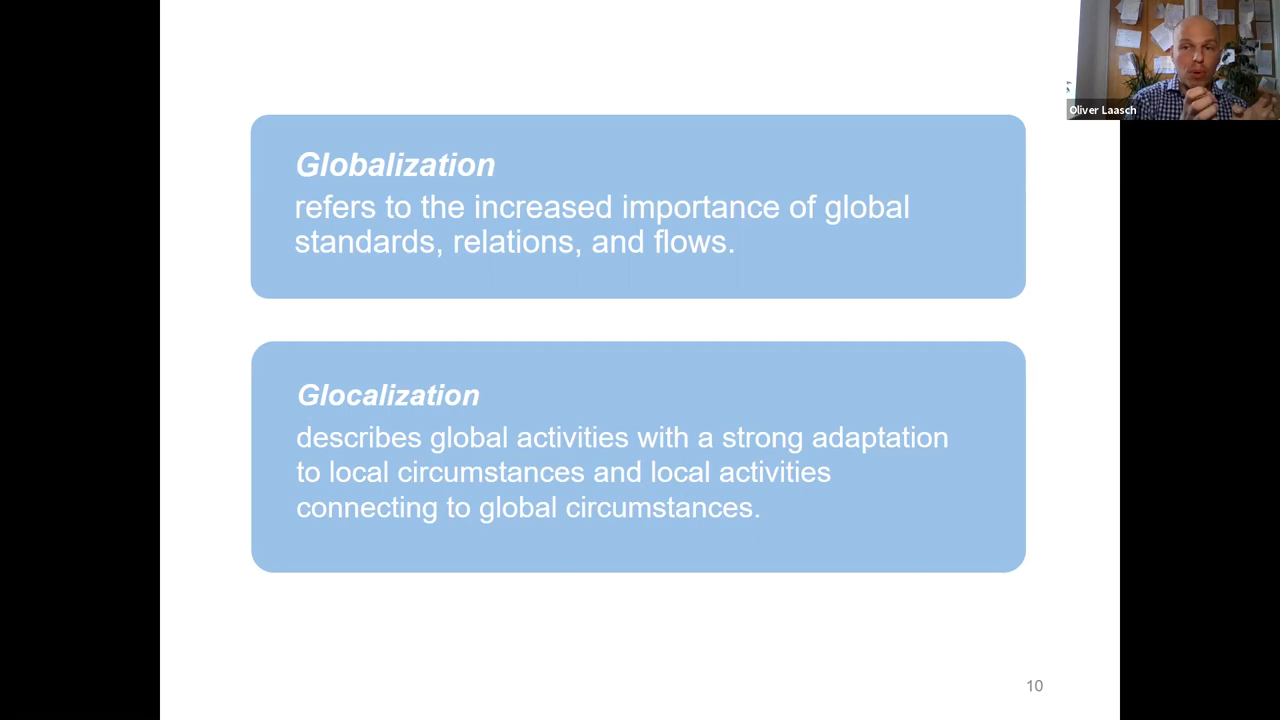 Oliver Laasch
Globalization
refers to the increased importance of global
standards, relations, and flows.
Glocalization
describes global activities with a strong adaptation
to local circumstances and local activities
connecting to global circumstances.
10